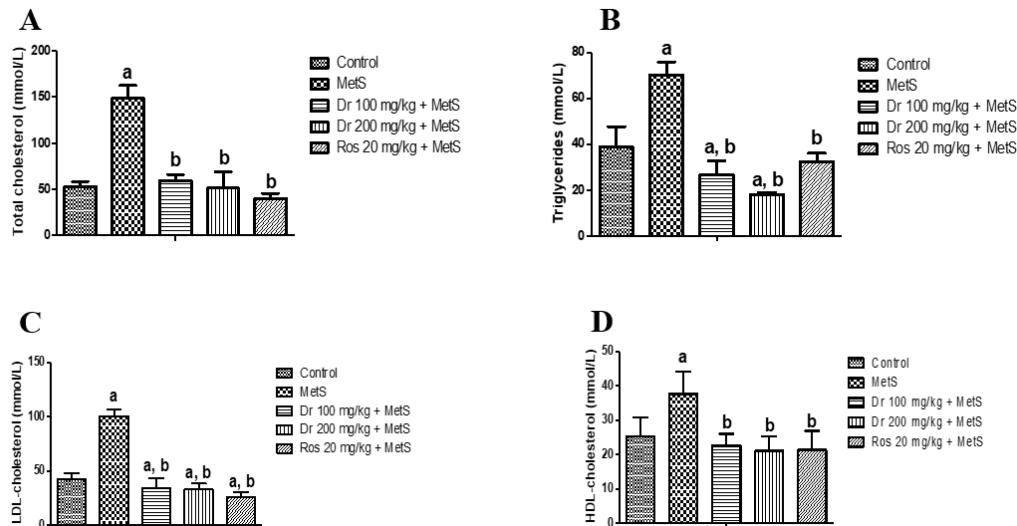 A
Total cholesterol (mmol/L)
200
150
100
50
0
a
b
b
b
Control
MetS
Dr 100 mg/kg + MetS
Dr 200 mg/kg + MetS
Ros 20 mg/kg + MetS
B
Triglycerides (mmol/L)
80
60
40
20
0
a
a, b
a, b
b
Control
MetS
Dr 100 mg/kg + MetS
Dr 200 mg/kg + MetS
Ros 20 mg/kg + MetS
C
LDL-cholesterol (mmol/L)
150
100
50
0
a
a, b
a, b
a, b
Control
MetS
Dr 100 mg/kg + MetS
Dr 200 mg/kg + MetS
Ros 20 mg/kg + MetS
D
HDL-cholesterol (mmol/L)
50
40
30
20
10
0
a
b
b
b
Control
MetS
Dr 100 mg/kg + MetS
Dr 200 mg/kg + MetS
Ros 20 mg/kg + MetS